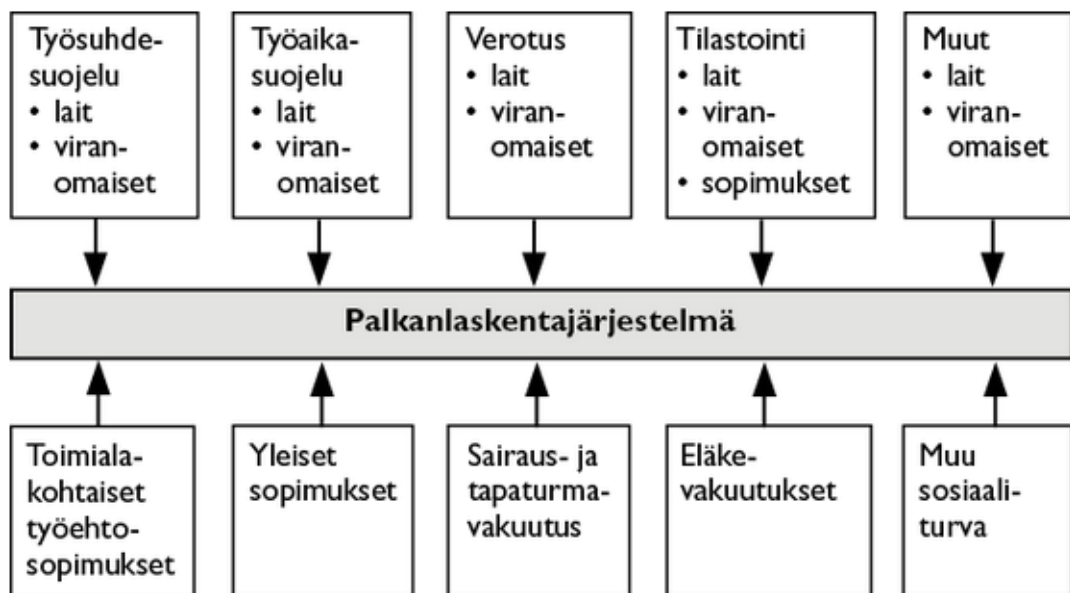 Työsuhde-
suojelu
• lait
• viran-
omaiset
Työaika-
suojelu
• lait
• viran-
omaiset
Verotus
• lait
• viran-
omaiset
Tilastointi
• lait
• viran-
omaiset
• sopimukset
Muut
• lait
• viran-
omaiset
Palkanlaskentajärjestelmä
Toimiala-
kohtaiset
työehto-
sopimukset
Yleiset
sopimukset
Sairaus- ja
tapaturma-
vakuutus
Eläke-
vakuutukset
Muu
sosiaali-
turva